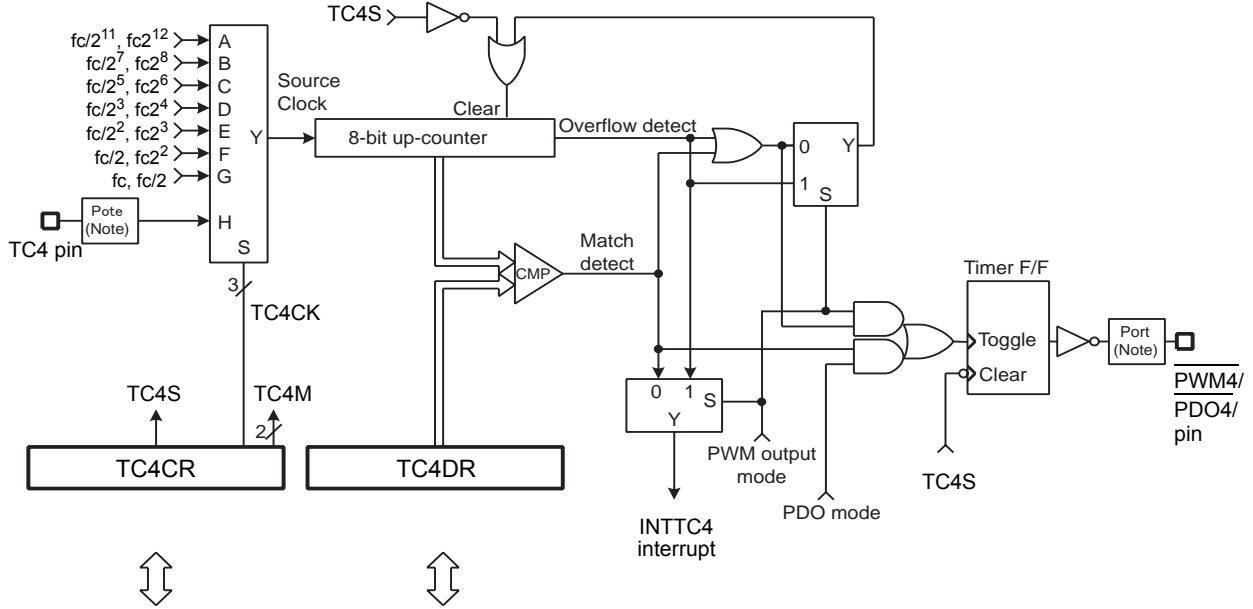 TC4S
fc/2^11, fc2^12
fc/2^7, fc2^8
fc/2^5, fc2^6
fc/2^3, fc2^4
fc/2^2, fc2^3
fc/2, fc2^2
fc, fc/2
A
B
C
D
E
F
G
H
S
Y
Pote
(Note)
TC4 pin
Source
Clock
Clear
8-bit up-counter
Overflow detect
0
1
Y
S
CMP
Match
detect
3
TC4CK
TC4S
TC4M
2
TC4CR
TC4DR
0
1
S
Y
PWM output
mode
PDO mode
INTTC4
interrupt
Timer F/F
Toggle
Clear
TC4S
Port
(Note)
PWM4/
PDO4/
pin